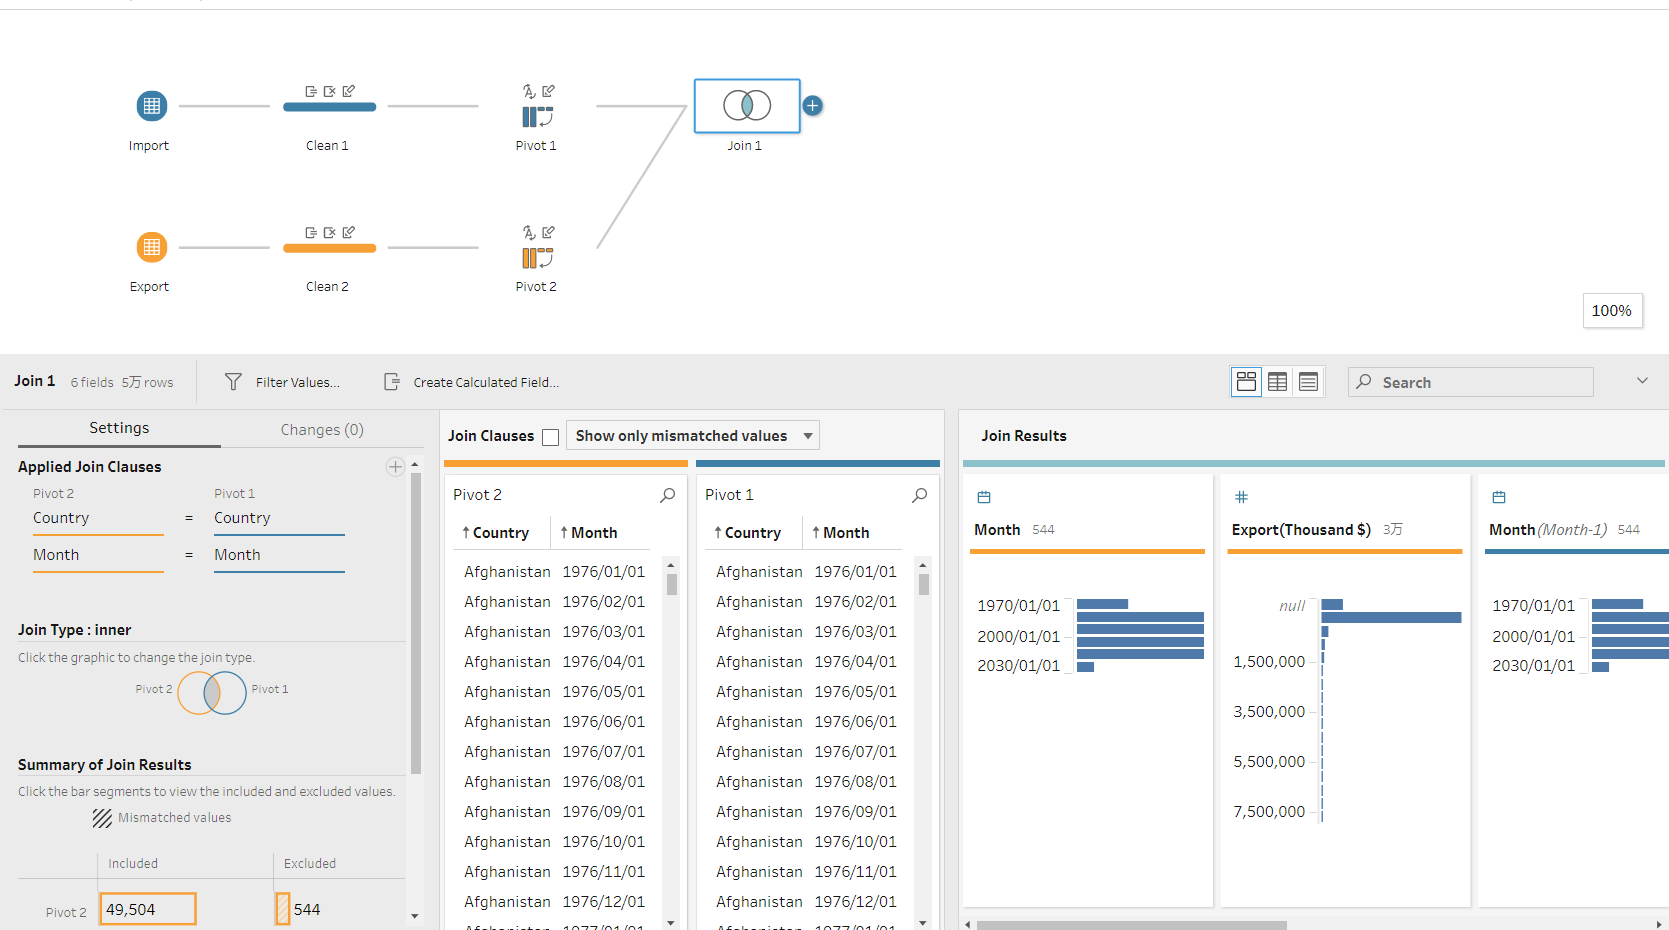 Import
Clean 1
Pivot 1
Join 1
Export
Clean 2
Pivot 2
100%
Join 1 6 fields 5万 rows
Filter Values...
Create Calculated Field...
Search
Settings
Changes (0)
Applied Join Clauses
Pivot 2 Pivot 1
Country = Country
Month = Month
Join Type : inner
Click the graphic to change the join type.
Pivot 2 Pivot 1
Summary of Join Results
Click the bar segments to view the included and excluded values.
Mismatched values
Included Excluded
Pivot 2 49,504 544
Join Clauses Show only mismatched values
Pivot 2
Country Month
Afghanistan 1976/01/01
Afghanistan 1976/02/01
Afghanistan 1976/03/01
Afghanistan 1976/04/01
Afghanistan 1976/05/01
Afghanistan 1976/06/01
Afghanistan 1976/07/01
Afghanistan 1976/08/01
Afghanistan 1976/09/01
Afghanistan 1976/10/01
Afghanistan 1976/11/01
Afghanistan 1976/12/01
Afghanistan 1977/01/01
Pivot 1
Country Month
Afghanistan 1976/01/01
Afghanistan 1976/02/01
Afghanistan 1976/03/01
Afghanistan 1976/04/01
Afghanistan 1976/05/01
Afghanistan 1976/06/01
Afghanistan 1976/07/01
Afghanistan 1976/08/01
Afghanistan 1976/09/01
Afghanistan 1976/10/01
Afghanistan 1976/11/01
Afghanistan 1976/12/01
Afghanistan 1977/01/01
Join Results
Month 544
1970/01/01
2000/01/01
2030/01/01
Export(Thousand $) 3万
null
1,500,000
3,500,000
5,500,000
7,500,000
Month(Month-1) 544
1970/01/01
2000/01/01
2030/01/01